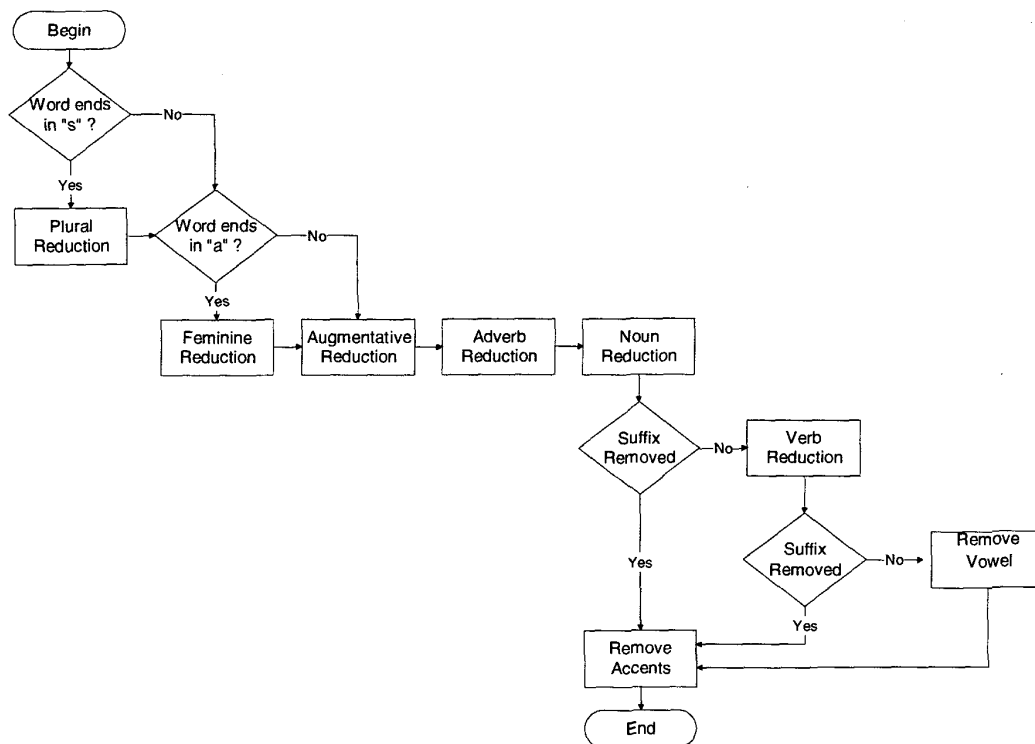 Begin
Word ends
in "s" ?
No
Yes
Plural
Reduction
Word ends
in "a" ?
No
Yes
Feminine
Reduction
Augmentative
Reduction
Adverb
Reduction
Noun
Reduction
Suffix
Removed
No
Verb
Reduction
Yes
Suffix
Removed
No
Remove
Vowel
Yes
Remove
Accents
End